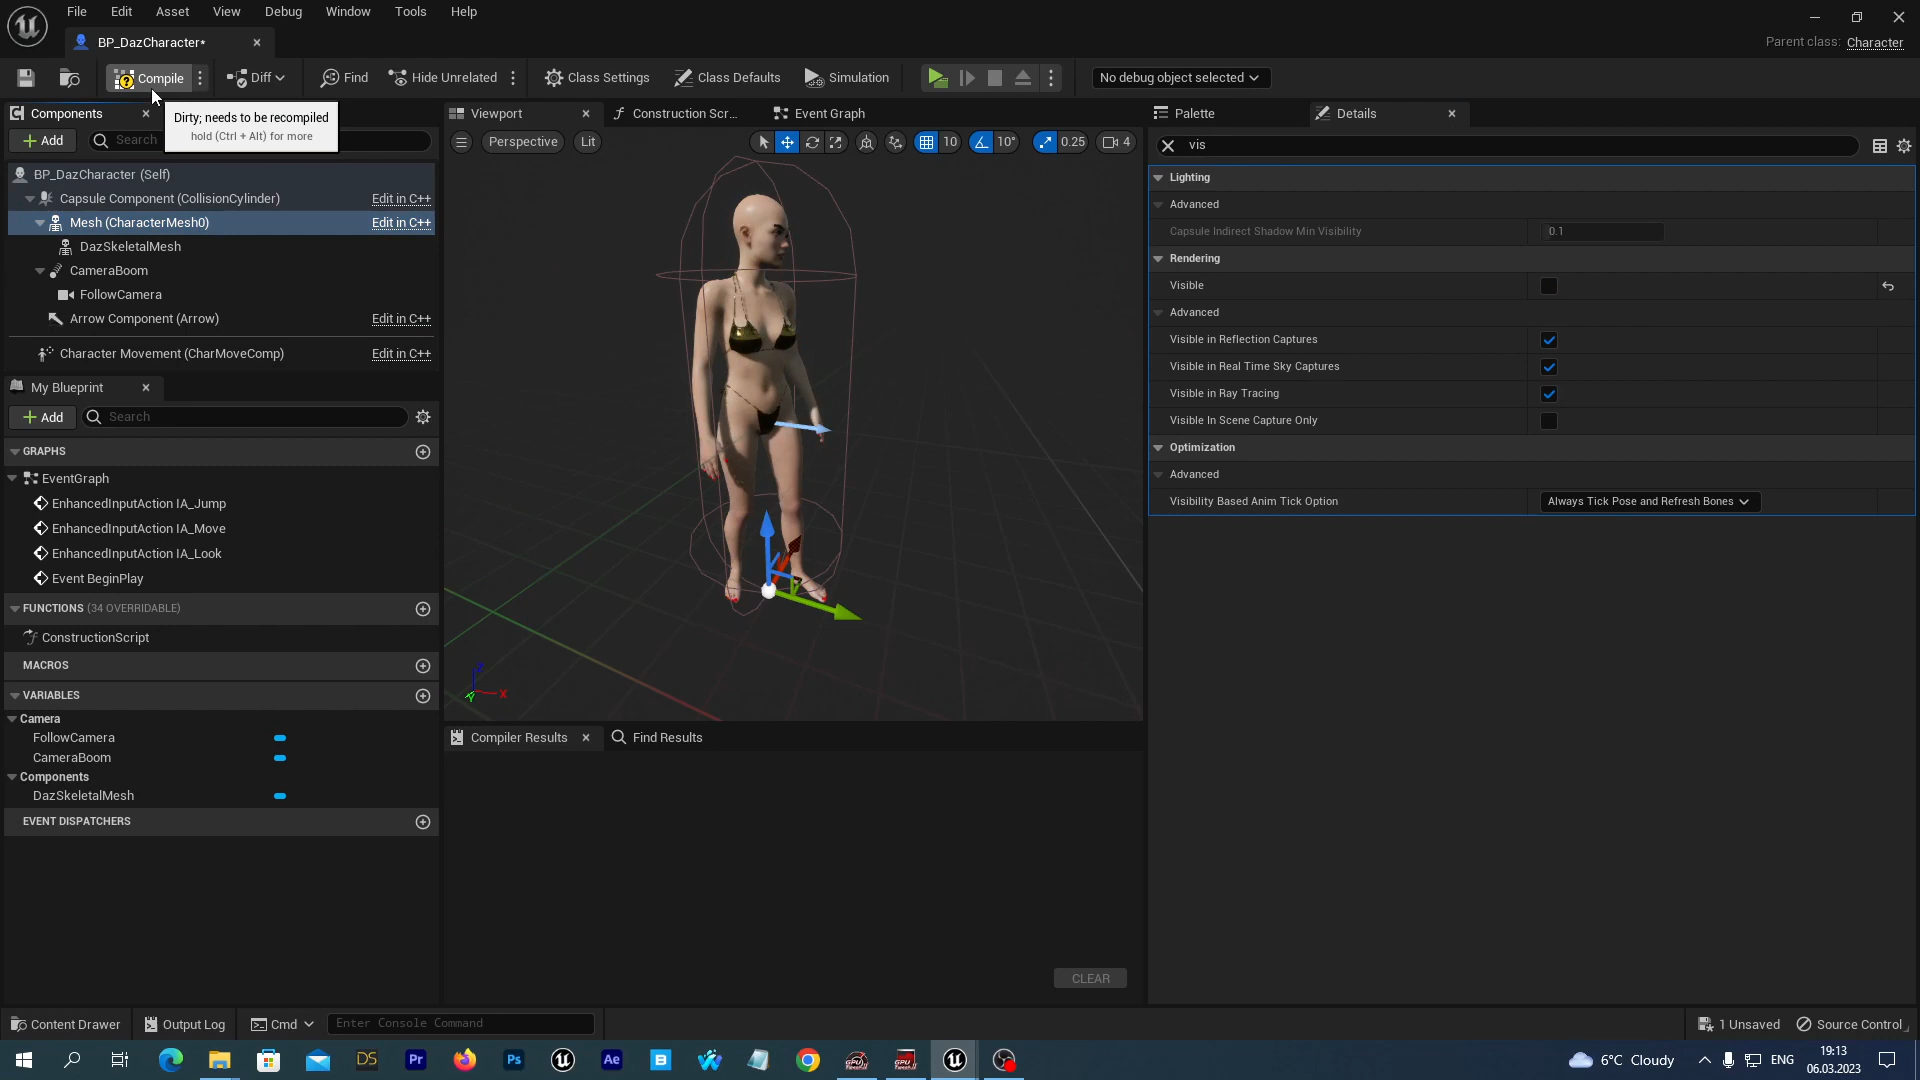 File Edit Asset View Debug Window Tools Help
BP_DazCharacter*
Parent class: Character
Compile Diff Find Hide Unrelated Class Settings Class Defaults Simulation No debug object selected
Dirty; needs to be recompiled
hold (Ctrl + Alt) for more
Components
Add Search
BP_DazCharacter (Self)
Capsule Component (CollisionCylinder) Edit in C++
Mesh (CharacterMesh0) Edit in C++
DazSkeletalMesh
CameraBoom
FollowCamera
Arrow Component (Arrow) Edit in C++
Character Movement (CharMoveComp) Edit in C++
My Blueprint
Add Search
GRAPHS
EventGraph
EnhancedInputAction IA_Jump
EnhancedInputAction IA_Move
EnhancedInputAction IA_Look
Event BeginPlay
FUNCTIONS (34 OVERRIDABLE)
ConstructionScript
MACROS
VARIABLES
Camera
FollowCamera
CameraBoom
Components
DazSkeletalMesh
EVENT DISPATCHERS
Viewport Construction Scr... Event Graph
Perspective Lit 10 10° 0.25 4
Z
X
Y
Compiler Results Find Results
CLEAR
Palette Details
vis
Lighting
Advanced
Capsule Indirect Shadow Min Visibility 0.1
Rendering
Visible
Advanced
Visible in Reflection Captures
Visible in Real Time Sky Captures
Visible in Ray Tracing
Visible In Scene Capture Only
Optimization
Advanced
Visibility Based Anim Tick Option Always Tick Pose and Refresh Bones
Content Drawer Output Log Cmd Enter Console Command 1 Unsaved Source Control
DS Pr Ps Ae 6°C Cloudy ENG 19:13
06.03.2023